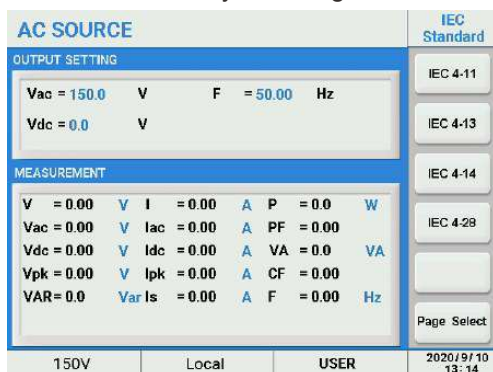 AC SOURCE
IEC
Standard
OUTPUT SETTING
Vac = 150.0 V F = 50.00 Hz
Vdc = 0.0 V
MEASUREMENT
V = 0.00 V I = 0.00 A P = 0.0 W
Vac = 0.00 V Iac = 0.00 A PF = 0.00
Vdc = 0.00 V Idc = 0.00 A VA = 0.0 VA
Vpk = 0.00 V Ipk = 0.00 A CF = 0.00
VAR= 0.0 Var Is = 0.00 A F = 0.00 Hz
IEC 4-11
IEC 4-13
IEC 4-14
IEC 4-28
Page Select
150V Local USER
2020/9/10
13:14